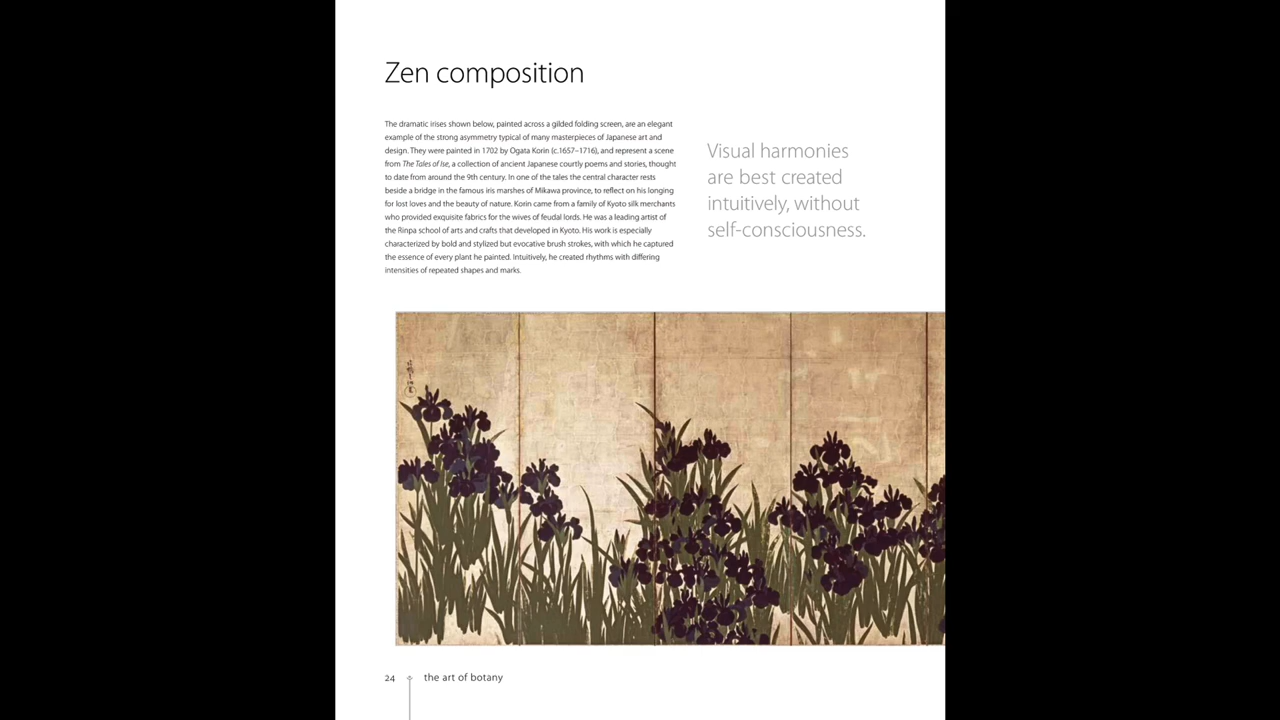 Zen composition
The dramatic irises shown below, painted across a gilded folding screen, are an elegant
example of the strong asymmetry typical of many masterpieces of Japanese art and
design. They were painted in 1702 by Ogata Korin (c.1657–1716), and represent a scene
from The Tales of Ise, a collection of ancient Japanese courtly poems and stories, thought
to date from around the 9th century. In one of the tales the central character rests
beside a bridge in the famous iris marshes of Mikawa province, to reflect on his longing
for lost loves and the beauty of nature. Korin came from a family of Kyoto silk merchants
who provided exquisite fabrics for the wives of feudal lords. He was a leading artist of
the Rinpa school of arts and crafts that developed in Kyoto. His work is especially
characterized by bold and stylized but evocative brush strokes, with which he captured
the essence of every plant he painted. Intuitively, he created rhythms with differing
intensities of repeated shapes and marks.
Visual harmonies
are best created
intuitively, without
self-consciousness.
24
the art of botany